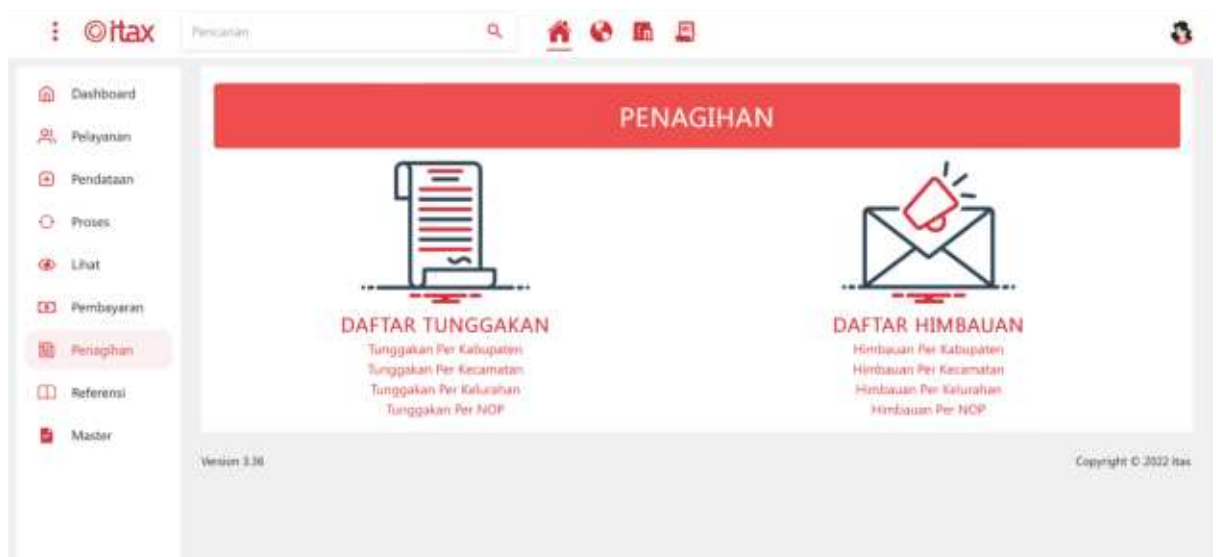 itax
Pencarian
Dashboard
Pelayanan
Pendataan
Proses
Lihat
Pembayaran
Penagihan
Referensi
Master
PENAGIHAN
DAFTAR TUNGGAKAN
Tunggakan Per Kabupaten
Tunggakan Per Kecamatan
Tunggakan Per Kelurahan
Tunggakan Per NOP
DAFTAR HIMBAUAN
Himbauan Per Kabupaten
Himbauan Per Kecamatan
Himbauan Per Kelurahan
Himbauan Per NOP
Version 3.36
Copyright © 2022 itax